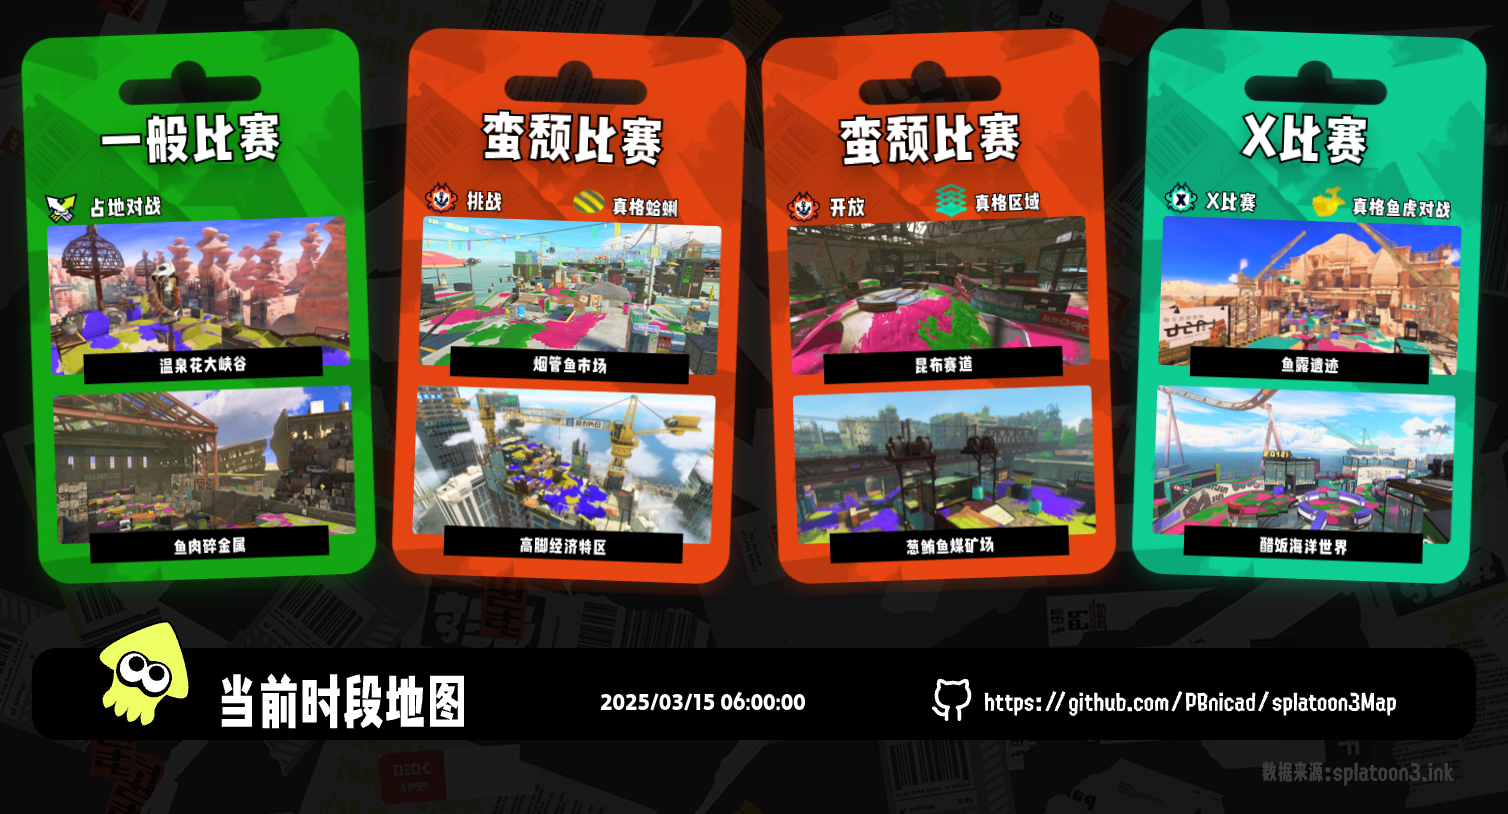 一般比赛
占地对战
温泉花大峡谷
鱼肉碎金属
蛮颓比赛
挑战
真格蛤蜊
烟管鱼市场
高脚经济特区
蛮颓比赛
开放
真格区域
昆布赛道
葱鲔鱼煤矿场
X比赛
X比赛
真格鱼虎对战
鱼露遗迹
醋饭海洋世界
当前时段地图
2025/03/15 06:00:00
https://github.com/PBnicad/splatoon3Map
数据来源:splatoon3.ink